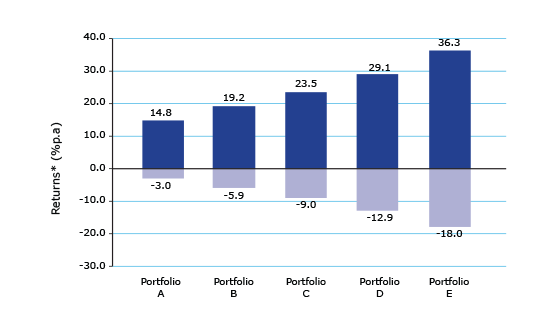 40.0
36.3
30.0
29.1
23.5
20.0
19.2
14.8
10.0
0.0
-3.0
-5.9
-9.0
-10.0
-12.9
-18.0
-20.0
-30.0
Returns* (%p.a)
Portfolio
A
Portfolio
B
Portfolio
C
Portfolio
D
Portfolio
E